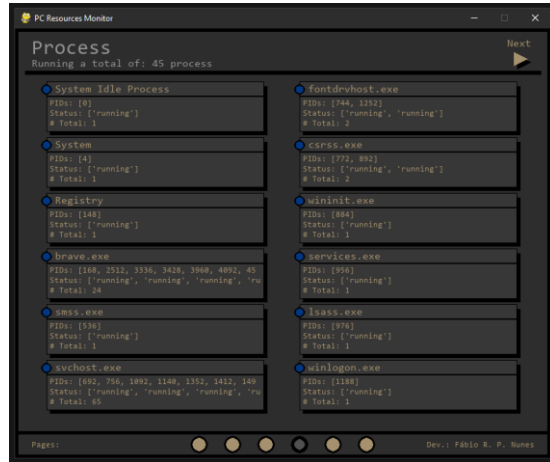 PC Resources Monitor
Process
Running a total of: 45 process
Next
System Idle Process
PIDs: [0]
Status: ['running']
# Total: 1
System
PIDs: [4]
Status: ['running']
# Total: 1
Registry
PIDs: [148]
Status: ['running']
# Total: 1
brave.exe
PIDs: [168, 2512, 3336, 3428, 3960, 4092, 45
Status: ['running', 'running', 'running', 'ru
# Total: 24
smss.exe
PIDs: [536]
Status: ['running']
# Total: 1
svchost.exe
PIDs: [692, 756, 1092, 1140, 1352, 1412, 149
Status: ['running', 'running', 'running', 'ru
# Total: 65
fontdrvhost.exe
PIDs: [744, 1252]
Status: ['running', 'running']
# Total: 2
csrss.exe
PIDs: [772, 892]
Status: ['running', 'running']
# Total: 2
wininit.exe
PIDs: [884]
Status: ['running']
# Total: 1
services.exe
PIDs: [956]
Status: ['running']
# Total: 1
lsass.exe
PIDs: [976]
Status: ['running']
# Total: 1
winlogon.exe
PIDs: [1188]
Status: ['running']
# Total: 1
Pages:
Dev.: Fábio R. P. Nunes